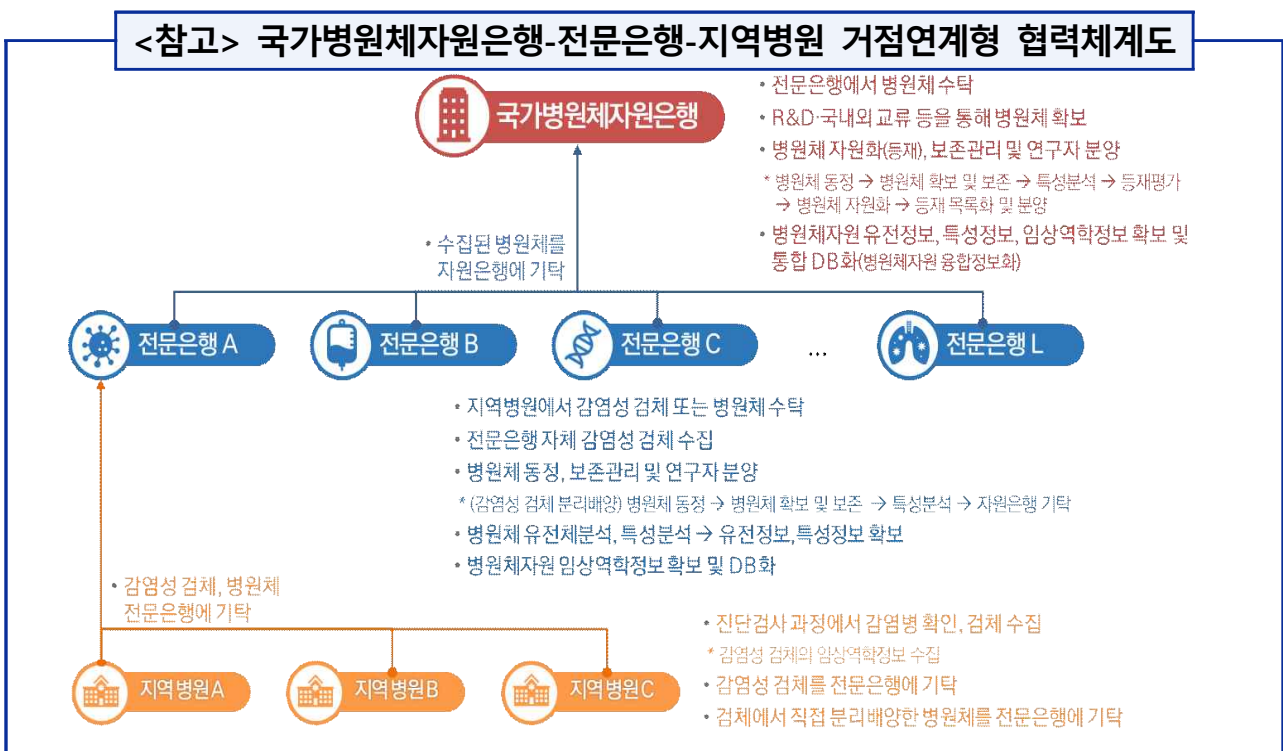 <참고> 국가병원체자원은행-전문은행-지역병원 거점연계형 협력체계도
국가병원체자원은행
• 전문은행에서 병원체 수탁
• R&D·국내외 교류 등을 통해 병원체 확보
• 병원체 자원화(등재), 보존관리 및 연구자 분양
* 병원체 동정 → 병원체 확보 및 보존 → 특성분석 → 등재평가
→ 병원체 자원화 → 등재 목록화 및 분양
• 병원체자원 유전정보, 특성정보, 임상역학정보 확보 및
통합 DB화(병원체자원 융합정보화)
• 수집된 병원체를
자원은행에 기탁
전문은행 A
전문은행 B
전문은행 C
...
전문은행 L
• 지역병원에서 감염성 검체 또는 병원체 수탁
• 전문은행 자체 감염성 검체 수집
• 병원체 동정, 보존관리 및 연구자 분양
* (감염성 검체 분리배양) 병원체 동정 → 병원체 확보 및 보존 → 특성분석 → 자원은행 기탁
• 병원체 유전체분석, 특성분석 → 유전정보,특성정보 확보
• 병원체자원 임상역학정보 확보 및 DB화
• 감염성 검체, 병원체
전문은행에 기탁
지역병원A
지역병원B
지역병원C
• 진단검사 과정에서 감염병 확인, 검체 수집
* 감염성 검체의 임상역학정보 수집
• 감염성 검체를 전문은행에 기탁
• 검체에서 직접 분리배양한 병원체를 전문은행에 기탁